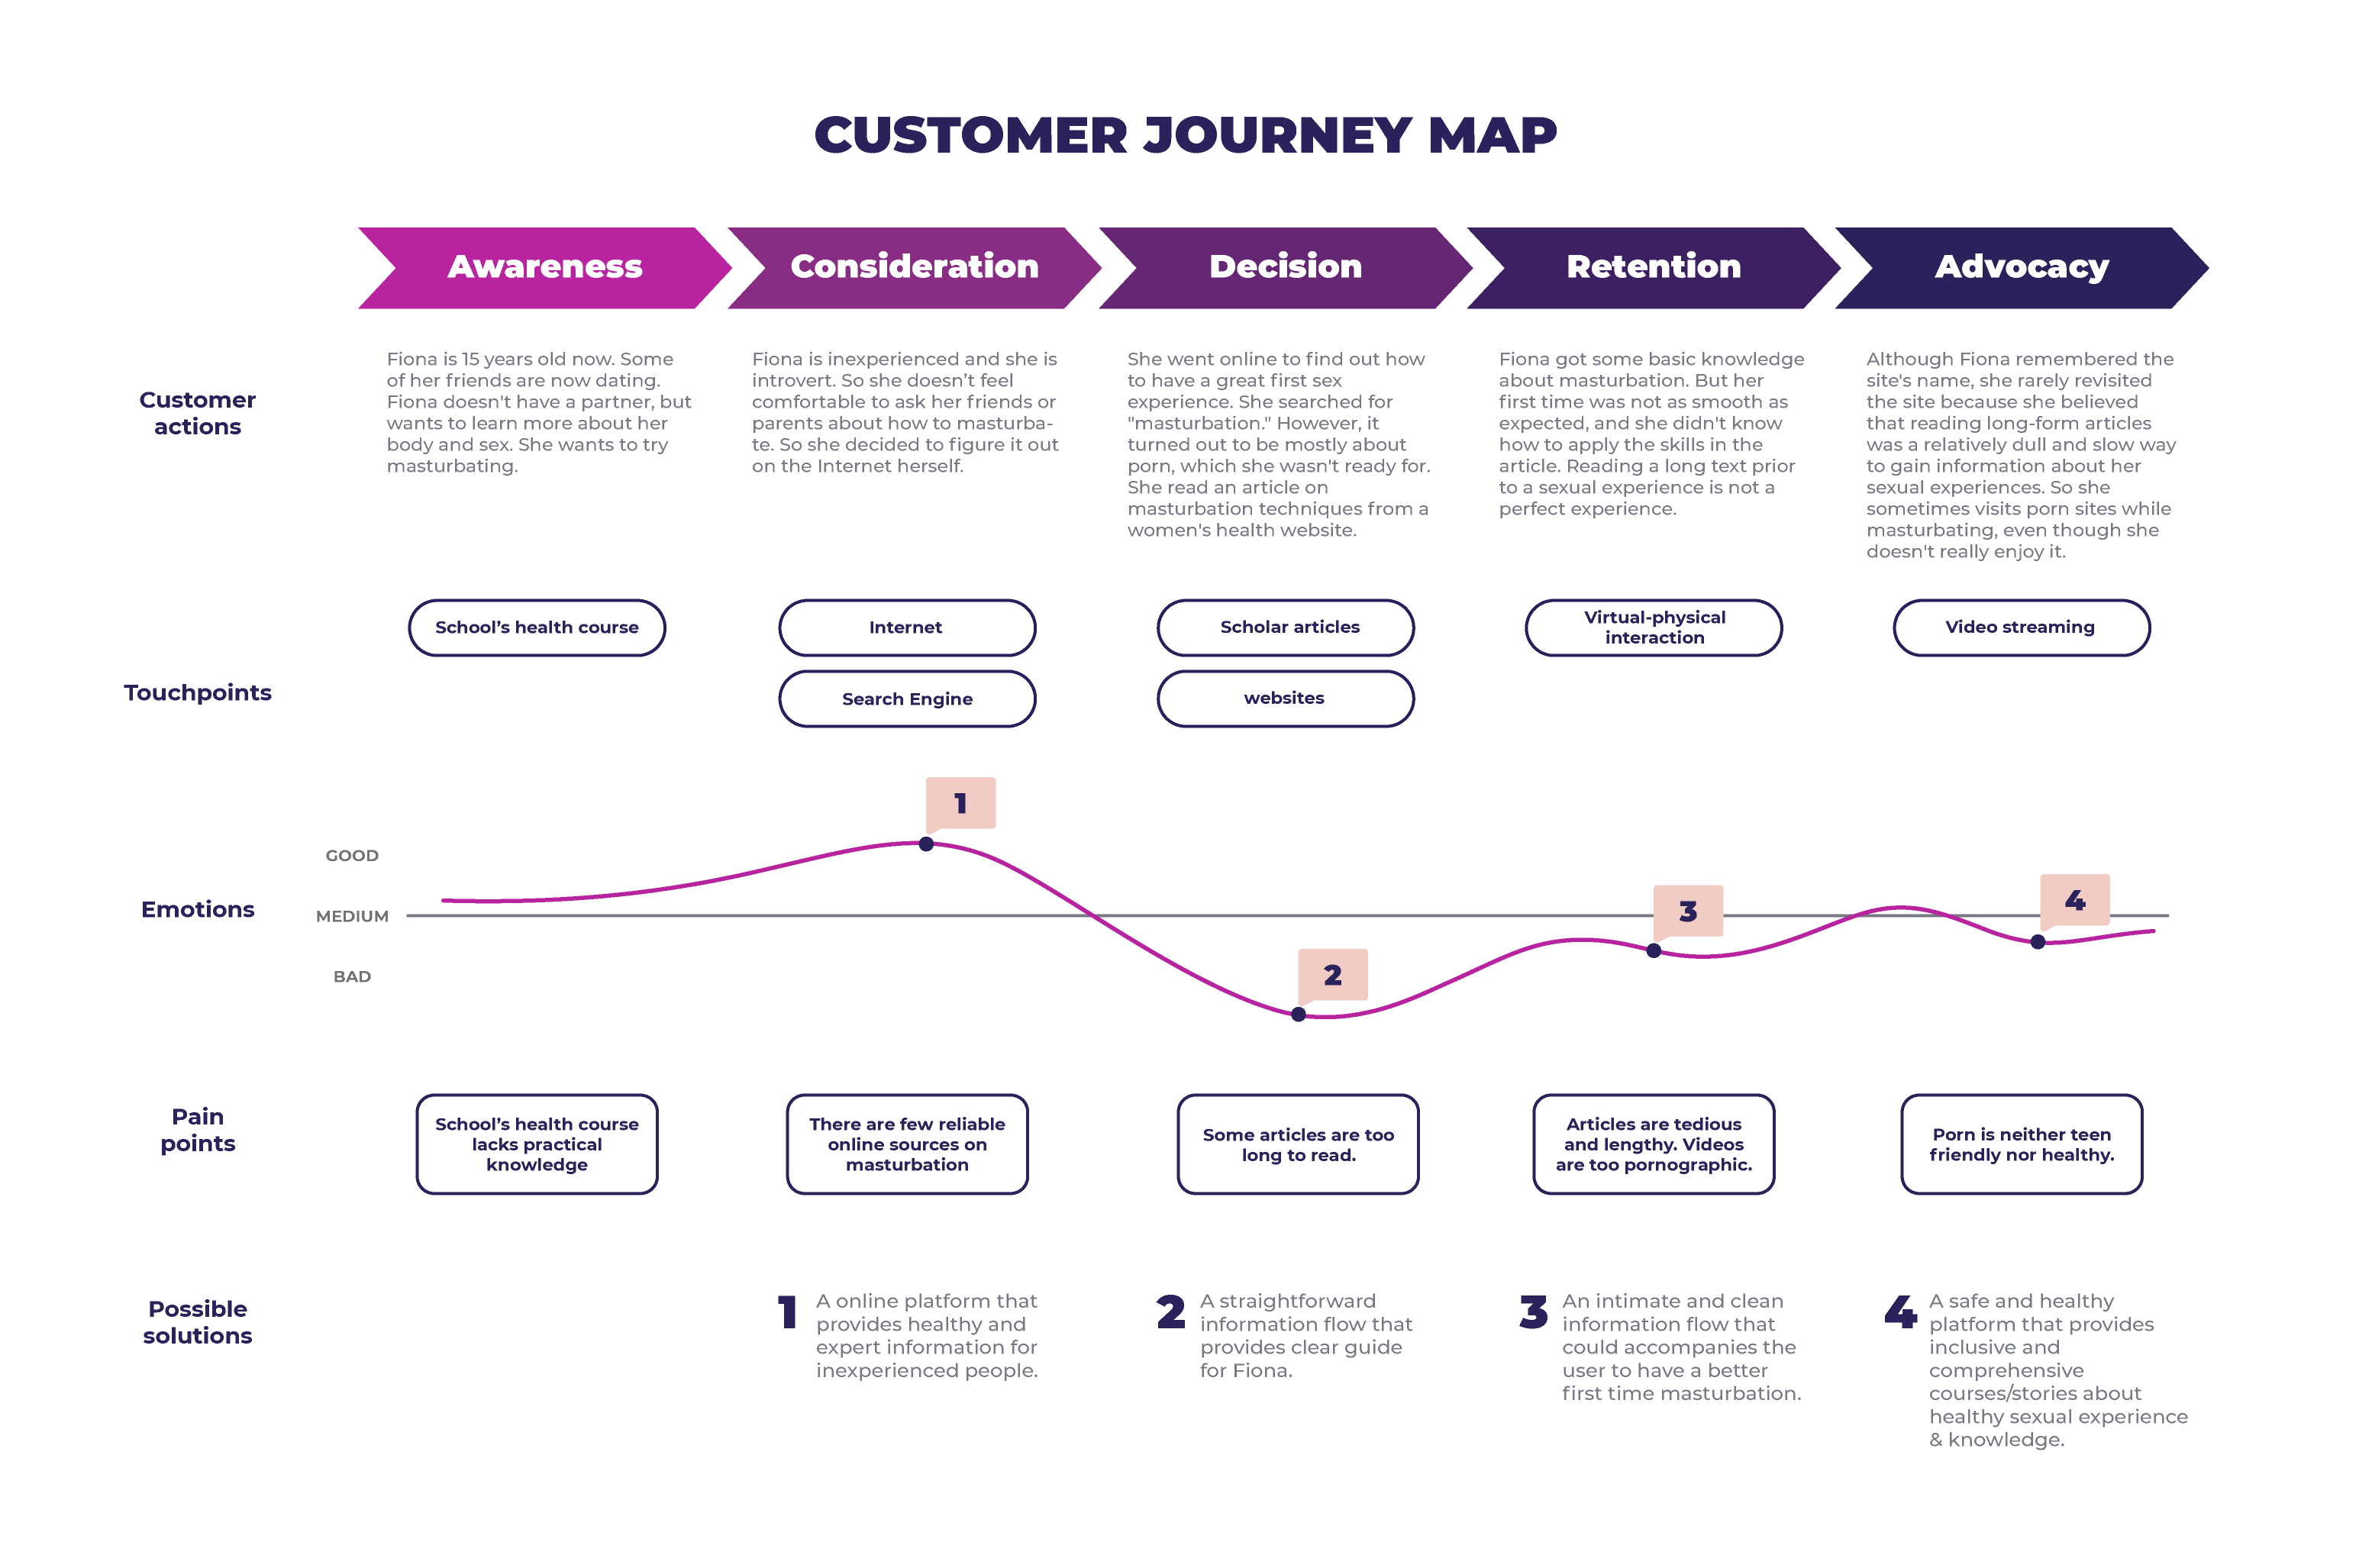 CUSTOMER JOURNEY MAP
Awareness
Consideration
Decision
Retention
Advocacy
Customer
actions
Fiona is 15 years old now. Some
of her friends are now dating.
Fiona doesn't have a partner, but
wants to learn more about her
body and sex. She wants to try
masturbating.
Fiona is inexperienced and she is
introvert. So she doesn’t feel
comfortable to ask her friends or
parents about how to masturba-
te. So she decided to figure it out
on the Internet herself.
She went online to find out how
to have a great first sex
experience. She searched for
"masturbation." However, it
turned out to be mostly about
porn, which she wasn't ready for.
She read an article on
masturbation techniques from a
women's health website.
Fiona got some basic knowledge
about masturbation. But her
first time was not as smooth as
expected, and she didn't know
how to apply the skills in the
article. Reading a long text prior
to a sexual experience is not a
perfect experience.
Although Fiona remembered the
site's name, she rarely revisited
the site because she believed
that reading long-form articles
was a relatively dull and slow way
to gain information about her
sexual experiences. So she
sometimes visits porn sites while
masturbating, even though she
doesn't really enjoy it.
Touchpoints
School’s health course
Internet
Search Engine
Scholar articles
websites
Virtual-physical
interaction
Video streaming
Emotions
GOOD
MEDIUM
BAD
1
2
3
4
Pain
points
School’s health course
lacks practical
knowledge
There are few reliable
online sources on
masturbation
Some articles are too
long to read.
Articles are tedious
and lengthy. Videos
are too pornographic.
Porn is neither teen
friendly nor healthy.
Possible
solutions
1
A online platform that
provides healthy and
expert information for
inexperienced people.
2
A straightforward
information flow that
provides clear guide
for Fiona.
3
An intimate and clean
information flow that
could accompanies the
user to have a better
first time masturbation.
4
A safe and healthy
platform that provides
inclusive and
comprehensive
courses/stories about
healthy sexual experience
& knowledge.